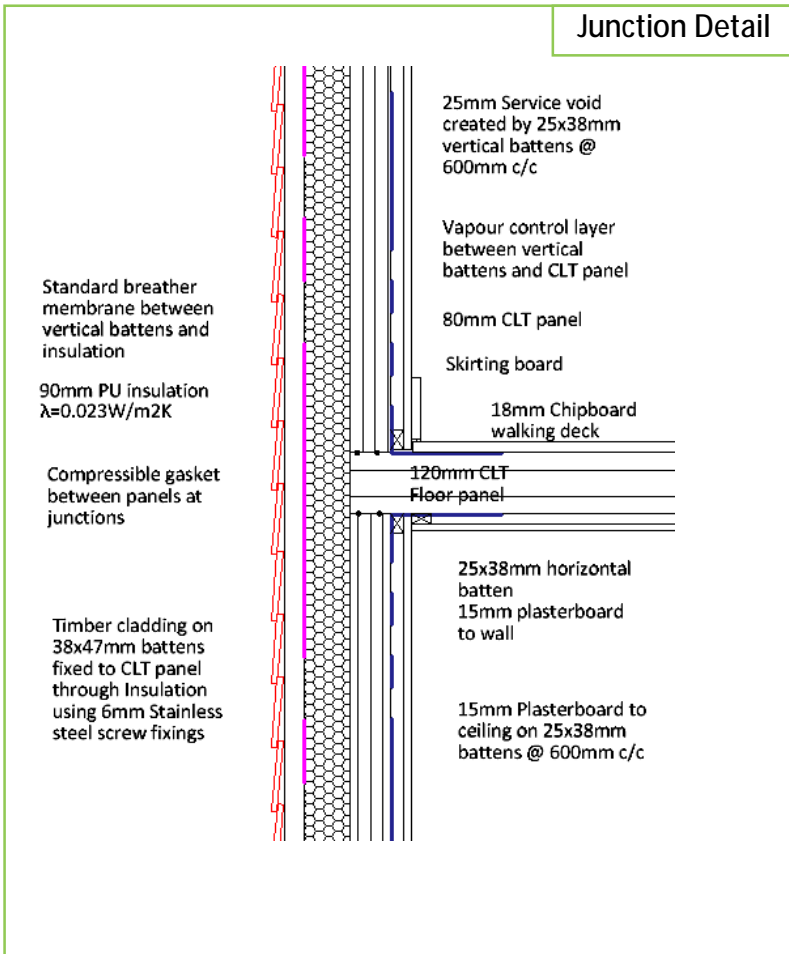 Junction Detail
25mm Service void
created by 25x38mm
vertical battens @
600mm c/c
Vapour control layer
between vertical
battens and CLT panel
80mm CLT panel
Skirting board
18mm Chipboard
walking deck
120mm CLT
Floor panel
25x38mm horizontal
batten
15mm plasterboard
to wall
15mm Plasterboard to
ceiling on 25x38mm
battens @ 600mm c/c
Standard breather
membrane between
vertical battens and
insulation
90mm PU insulation
λ=0.023W/m2K
Compressible gasket
between panels at
junctions
Timber cladding on
38x47mm battens
fixed to CLT panel
through Insulation
using 6mm Stainless
steel screw fixings